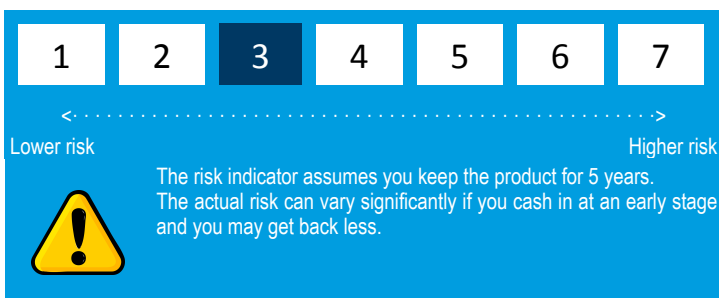 1 2 3 4 5 6 7
Lower risk Higher risk
The risk indicator assumes you keep the product for 5 years.
The actual risk can vary significantly if you cash in at an early stage
and you may get back less.